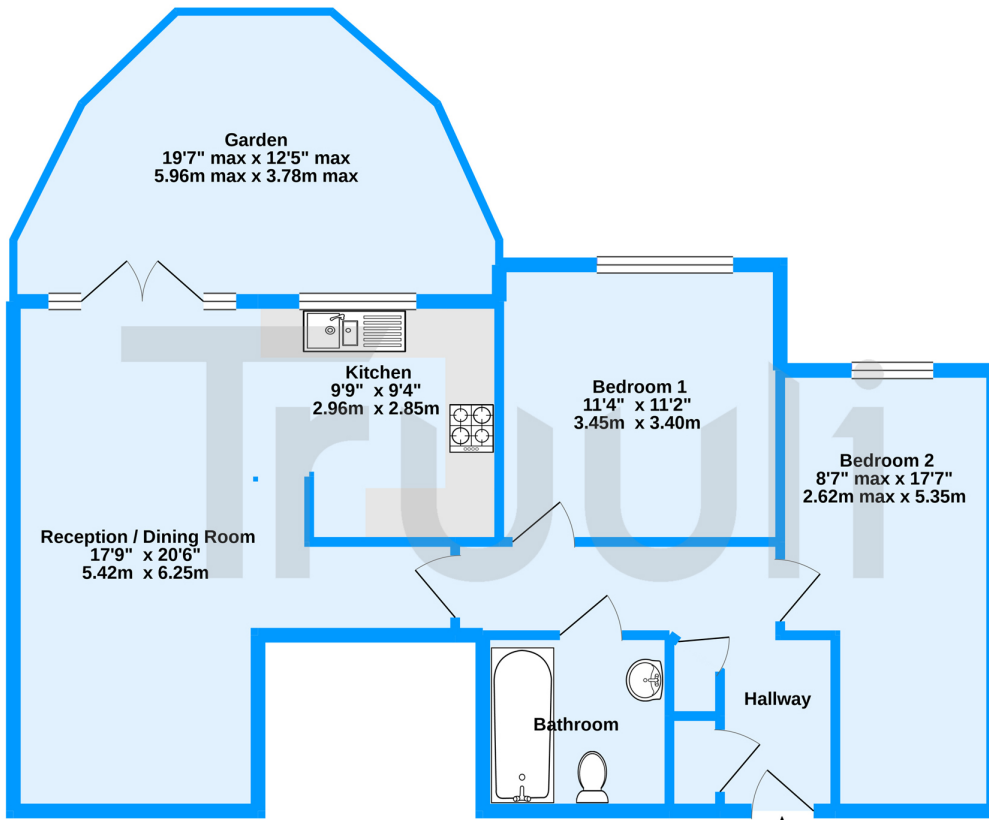 Garden
19'7" max x 12'5" max
5.96m max x 3.78m max
Kitchen
9'9" x 9'4"
2.96m x 2.85m
Bedroom 1
11'4" x 11'2"
3.45m x 3.40m
Bedroom 2
8'7" max x 17'7"
2.62m max x 5.35m
Reception / Dining Room
17'9" x 20'6"
5.42m x 6.25m
Truuli
Hallway
Bathroom